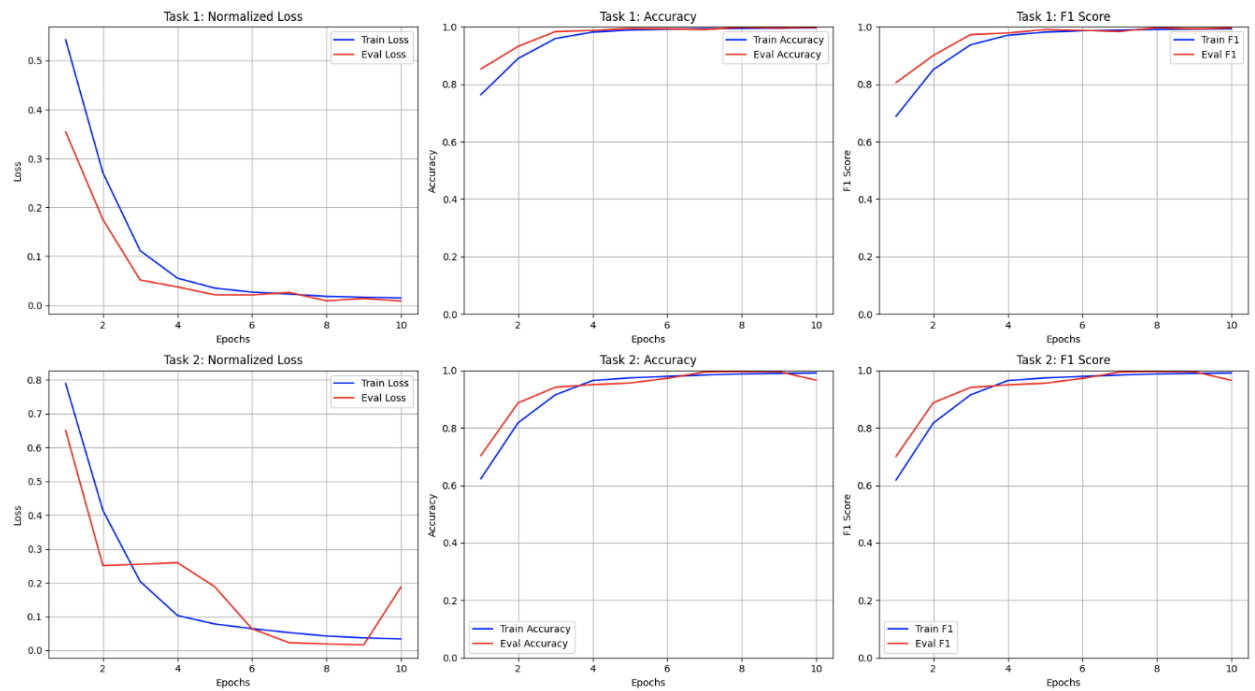 Task 1: Normalized Loss
Train Loss
Eval Loss
Loss
0.5
0.4
0.3
0.2
0.1
0.0
2 4 6 8 10
Epochs
Task 1: Accuracy
Train Accuracy
Eval Accuracy
Accuracy
1.0
0.8
0.6
0.4
0.2
0.0
2 4 6 8 10
Epochs
Task 1: F1 Score
Train F1
Eval F1
F1 Score
1.0
0.8
0.6
0.4
0.2
0.0
2 4 6 8 10
Epochs
Task 2: Normalized Loss
Train Loss
Eval Loss
Loss
0.8
0.7
0.6
0.5
0.4
0.3
0.2
0.1
0.0
2 4 6 8 10
Epochs
Task 2: Accuracy
Accuracy
1.0
0.8
0.6
0.4
0.2
0.0
Train Accuracy
Eval Accuracy
2 4 6 8 10
Epochs
Task 2: F1 Score
F1 Score
1.0
0.8
0.6
0.4
0.2
0.0
Train F1
Eval F1
2 4 6 8 10
Epochs